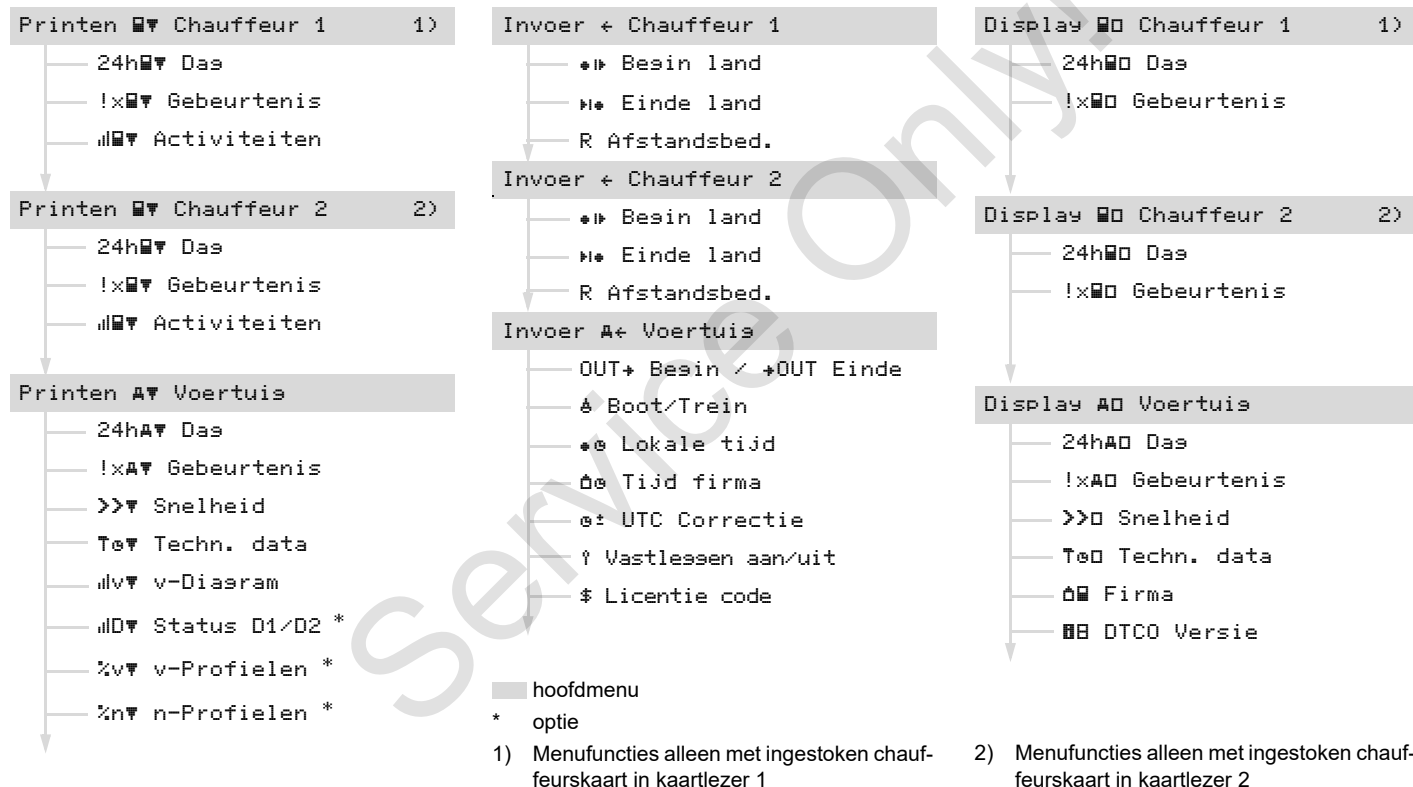 Printen Chauffeur 1 1)
24h Dag
!x Gebeurtenis
Activiteiten
Printen Chauffeur 2 2)
24h Dag
!x Gebeurtenis
Activiteiten
Printen Voertuig
24h Dag
!x Gebeurtenis
>> Snelheid
Techn. data
v v-Diagram
D Status D1/D2 *
%v v-Profielen *
%n n-Profielen *
Invoer ← Chauffeur 1
Begin land
Einde land
R Afstandsbed.
Invoer ← Chauffeur 2
Begin land
Einde land
R Afstandsbed.
Invoer ← Voertuig
OUT→ Begin / →OUT Einde
Boot/Trein
Lokale tijd
Tijd firma
UTC Correctie
Vastleggen aan/uit
$ Licentie code
hoofdmenu
* optie
1) Menufuncties alleen met ingestoken chauf-
feurskaart in kaartlezer 1
Display Chauffeur 1 1)
24h Dag
!x Gebeurtenis
Display Chauffeur 2 2)
24h Dag
!x Gebeurtenis
Display Voertuig
24h Dag
!x Gebeurtenis
>> Snelheid
Techn. data
Firma
DTCO Versie
2) Menufuncties alleen met ingestoken chauf-
feurskaart in kaartlezer 2
Service Only!